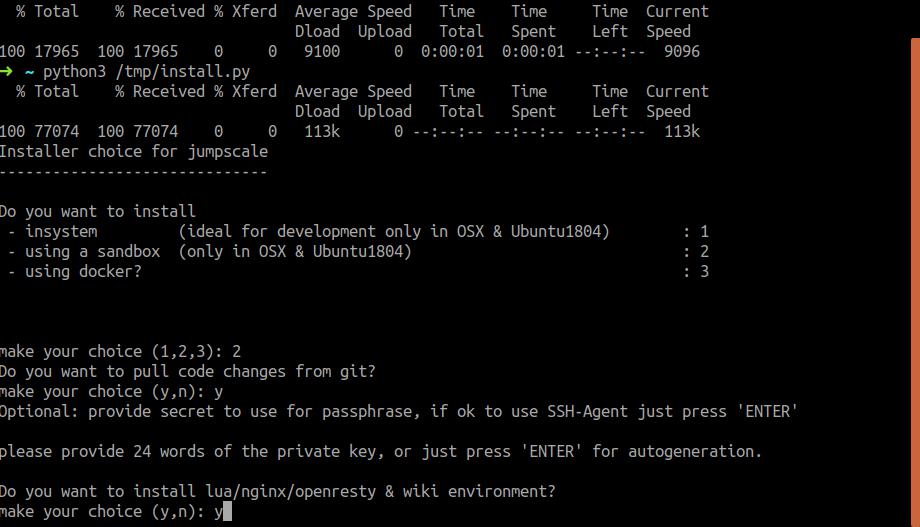 % Total % Received % Xferd Average Speed Time Time Time Current
Dload Upload Total Spent Left Speed
100 17965 100 17965 0 0 9100 0 0:00:01 0:00:01 --:--:-- 9096
➜ ~ python3 /tmp/install.py
% Total % Received % Xferd Average Speed Time Time Time Current
Dload Upload Total Spent Left Speed
100 77074 100 77074 0 0 113k 0 --:--:-- --:--:-- --:--:-- 113k
Installer choice for jumpscale
------------------------------
Do you want to install
- insystem (ideal for development only in OSX & Ubuntu1804) : 1
- using a sandbox (only in OSX & Ubuntu1804) : 2
- using docker? : 3
make your choice (1,2,3): 2
Do you want to pull code changes from git?
make your choice (y,n): y
Optional: provide secret to use for passphrase, if ok to use SSH-Agent just press 'ENTER'
please provide 24 words of the private key, or just press 'ENTER' for autogeneration.
Do you want to install lua/nginx/openresty & wiki environment?
make your choice (y,n): y